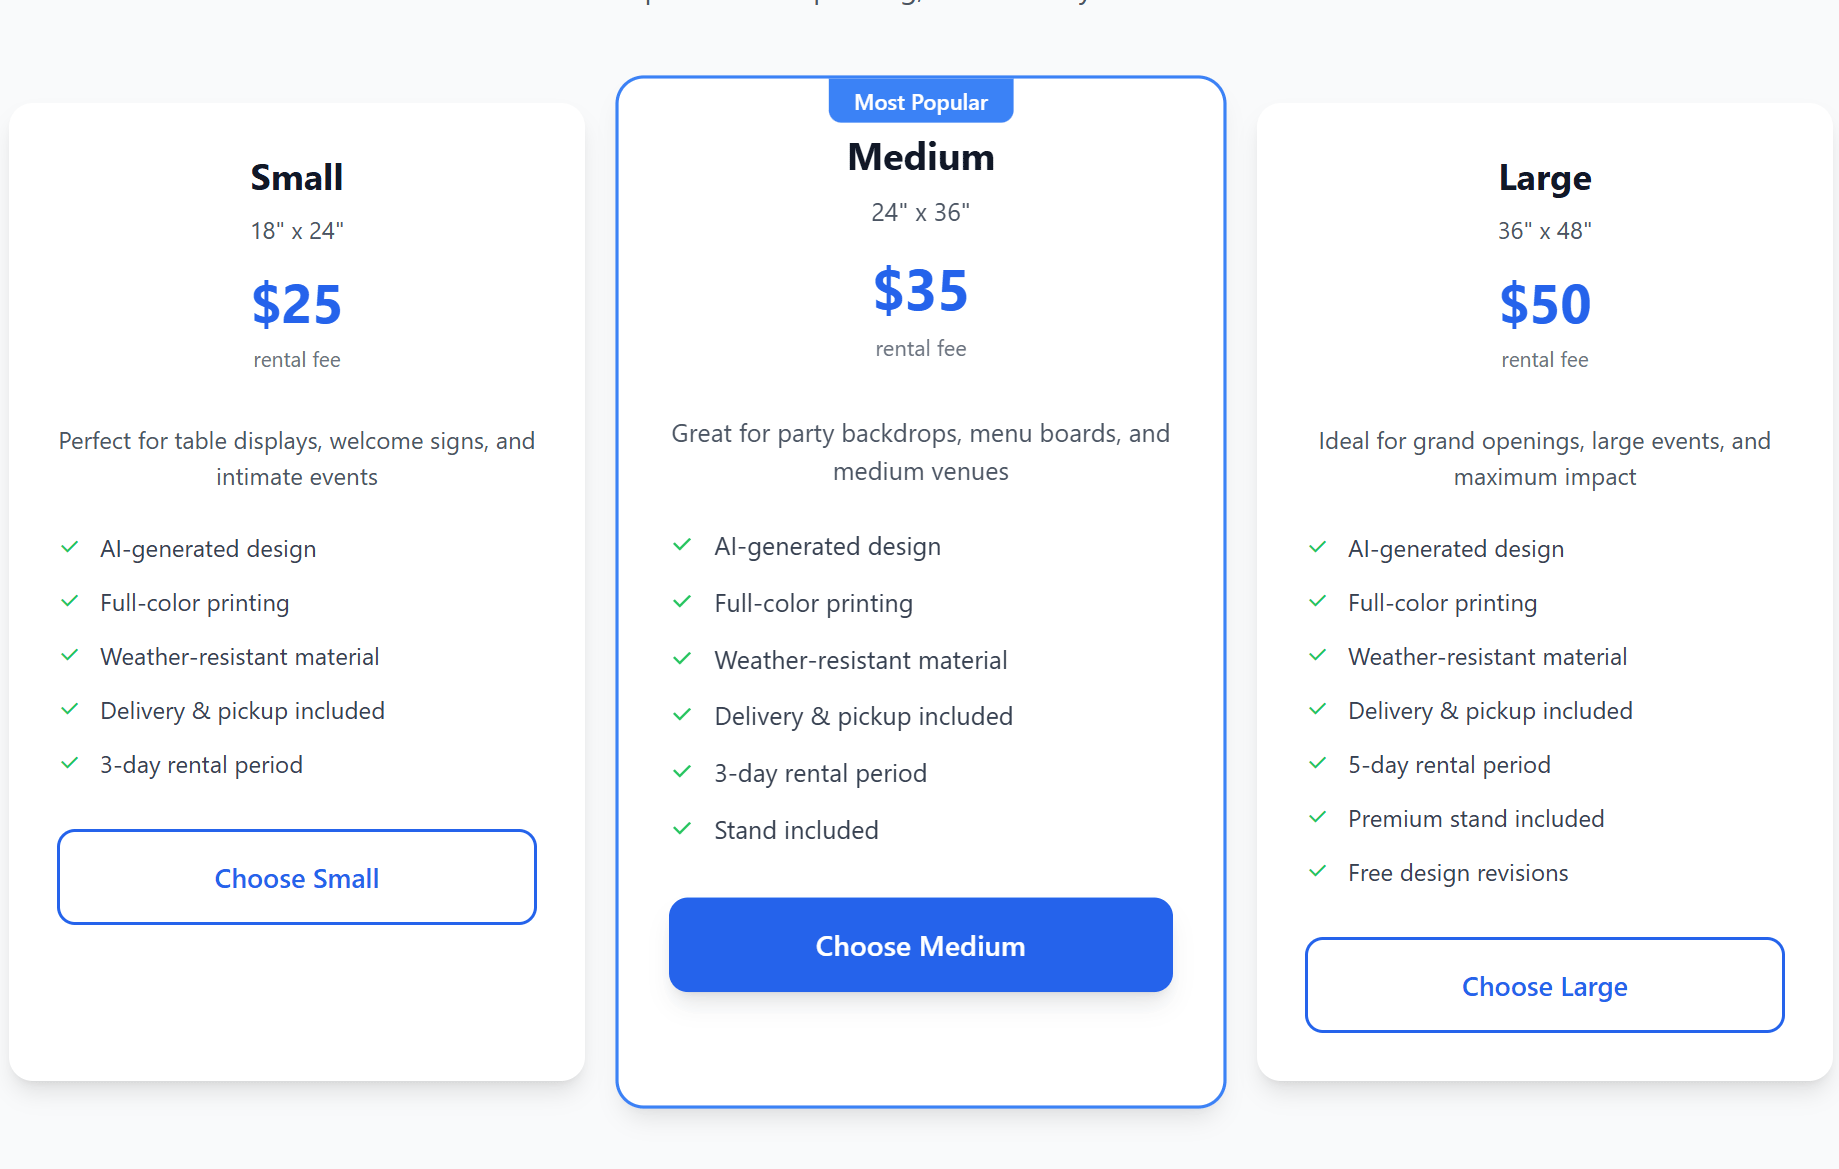 Small
18" x 24"
$25
rental fee
Perfect for table displays, welcome signs, and
intimate events
AI-generated design
Full-color printing
Weather-resistant material
Delivery & pickup included
3-day rental period
Choose Small
Most Popular
Medium
24" x 36"
$35
rental fee
Great for party backdrops, menu boards, and
medium venues
AI-generated design
Full-color printing
Weather-resistant material
Delivery & pickup included
3-day rental period
Stand included
Choose Medium
Large
36" x 48"
$50
rental fee
Ideal for grand openings, large events, and
maximum impact
AI-generated design
Full-color printing
Weather-resistant material
Delivery & pickup included
5-day rental period
Premium stand included
Free design revisions
Choose Large